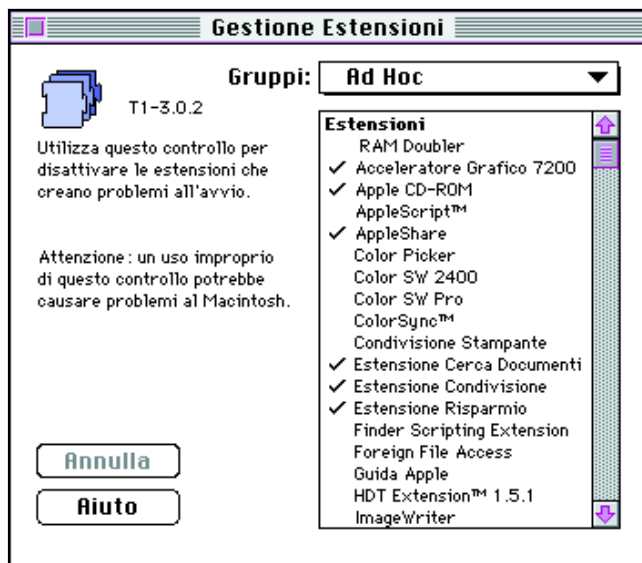 Gestione Estensioni
Gruppi: Ad Hoc
T1-3.0.2
Utilizza questo controllo per
disattivare le estensioni che
creano problemi all'avvio.
Attenzione : un uso improprio
di questo controllo potrebbe
causare problemi al Macintosh.
Annulla
Aiuto
Estensioni
RAM Doubler
✓ Acceleratore Grafico 7200
✓ Apple CD-ROM
AppleScript™
✓ AppleShare
Color Picker
Color SW 2400
Color SW Pro
ColorSync™
Condivisione Stampante
✓ Estensione Cerca Documenti
✓ Estensione Condivisione
✓ Estensione Risparmio
Finder Scripting Extension
Foreign File Access
Guida Apple
HDT Extension™ 1.5.1
ImageWriter